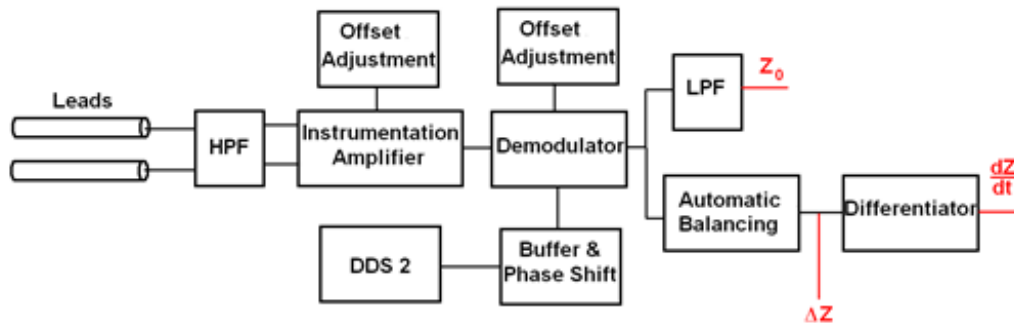 Offset
Adjustment
Offset
Adjustment
Leads
HPF
Instrumentation
Amplifier
Demodulator
LPF
Z₀
DDS 2
Buffer &
Phase Shift
Automatic
Balancing
Differentiator
dZ
dt
ΔZ